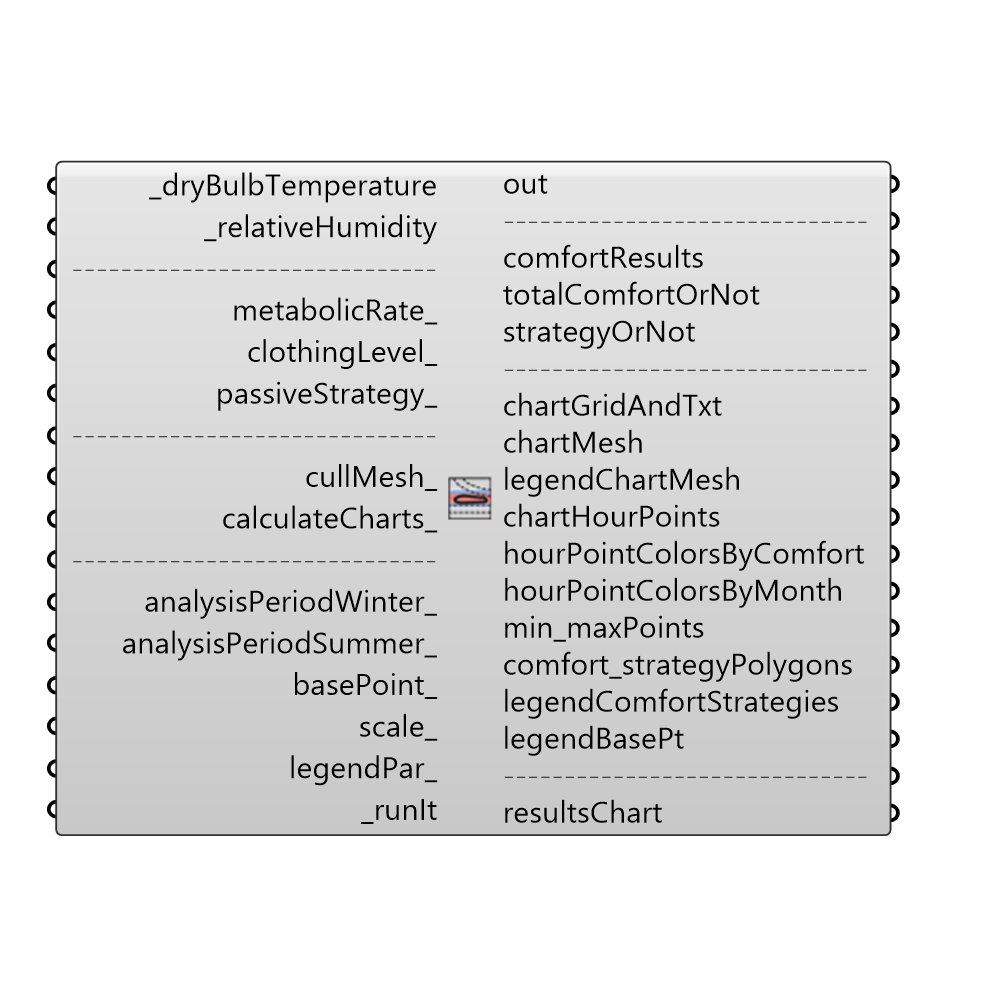 _dryBulbTemperature
_relativeHumidity
------------------------------
metabolicRate_
clothingLevel_
passiveStrategy_
------------------------------
cullMesh_
calculateCharts_
------------------------------
analysisPeriodWinter_
analysisPeriodSummer_
basePoint_
scale_
legendPar_
_runIt
out
------------------------------
comfortResults
totalComfortOrNot
strategyOrNot
------------------------------
chartGridAndTxt
chartMesh
legendChartMesh
chartHourPoints
hourPointColorsByComfort
hourPointColorsByMonth
min_maxPoints
comfort_strategyPolygons
legendComfortStrategies
legendBasePt
------------------------------
resultsChart